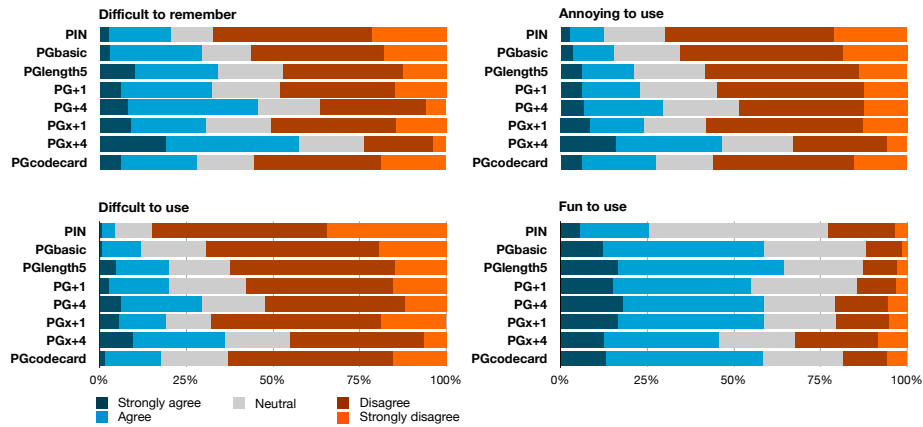 Difficult to remember
PIN
PGbasic
PGlength5
PG+1
PG+4
PGx+1
PGx+4
PGcodecard
Annoying to use
PIN
PGbasic
PGlength5
PG+1
PG+4
PGx+1
PGx+4
PGcodecard
Diffcult to use
PIN
PGbasic
PGlength5
PG+1
PG+4
PGx+1
PGx+4
PGcodecard
0% 25% 50% 75% 100%
Fun to use
PIN
PGbasic
PGlength5
PG+1
PG+4
PGx+1
PGx+4
PGcodecard
0% 25% 50% 75% 100%
Strongly agree Neutral Disagree
Agree Strongly disagree